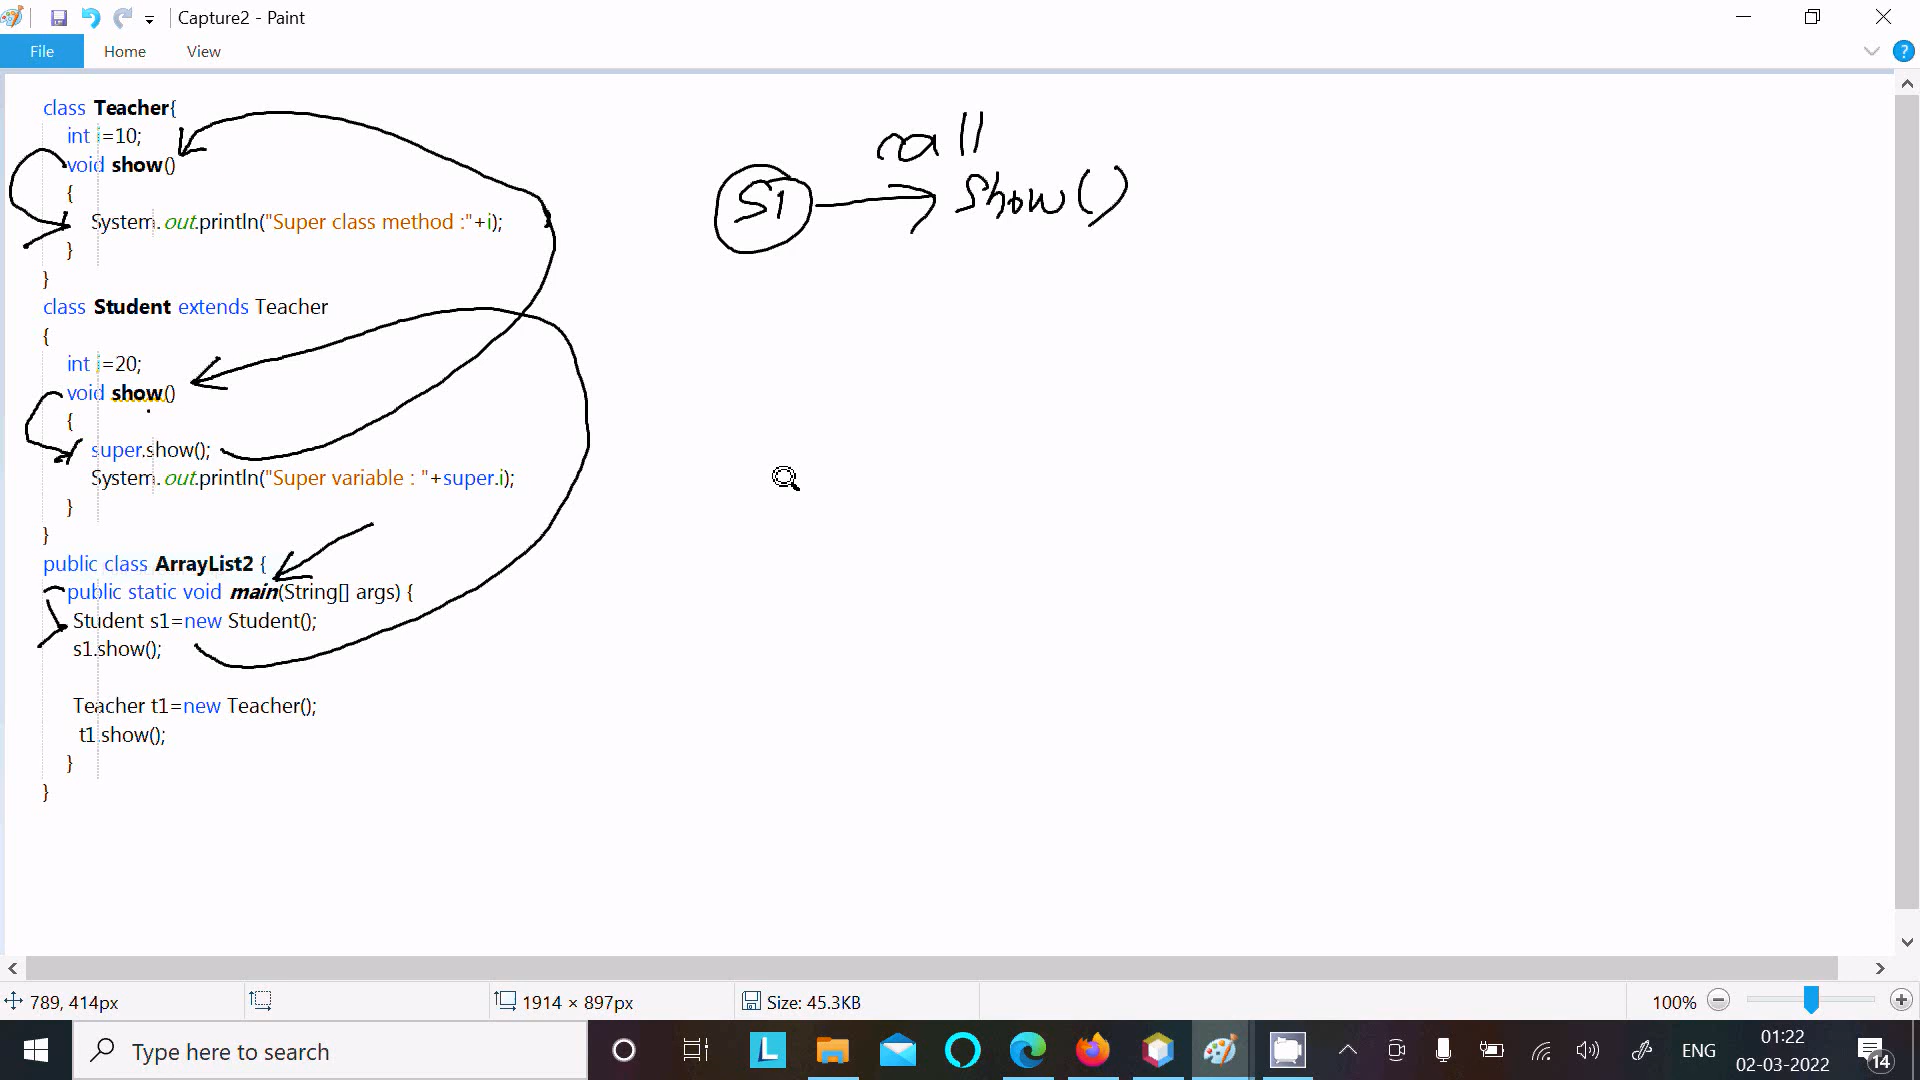 Capture2 - Paint
File Home View
class Teacher{
int i=10;
void show()
{
System.out.println("Super class method :"+i);
}
}
class Student extends Teacher
{
int i=20;
void show()
{
super.show();
System.out.println("Super variable : "+super.i);
}
}
public class ArrayList2 {
public static void main(String[] args) {
Student s1=new Student();
s1.show();
Teacher t1=new Teacher();
t1.show();
}
}
call
S1 show()
789, 414px
1914 × 897px
Size: 45.3KB
100%
Type here to search
L
ENG
01:22
02-03-2022
14